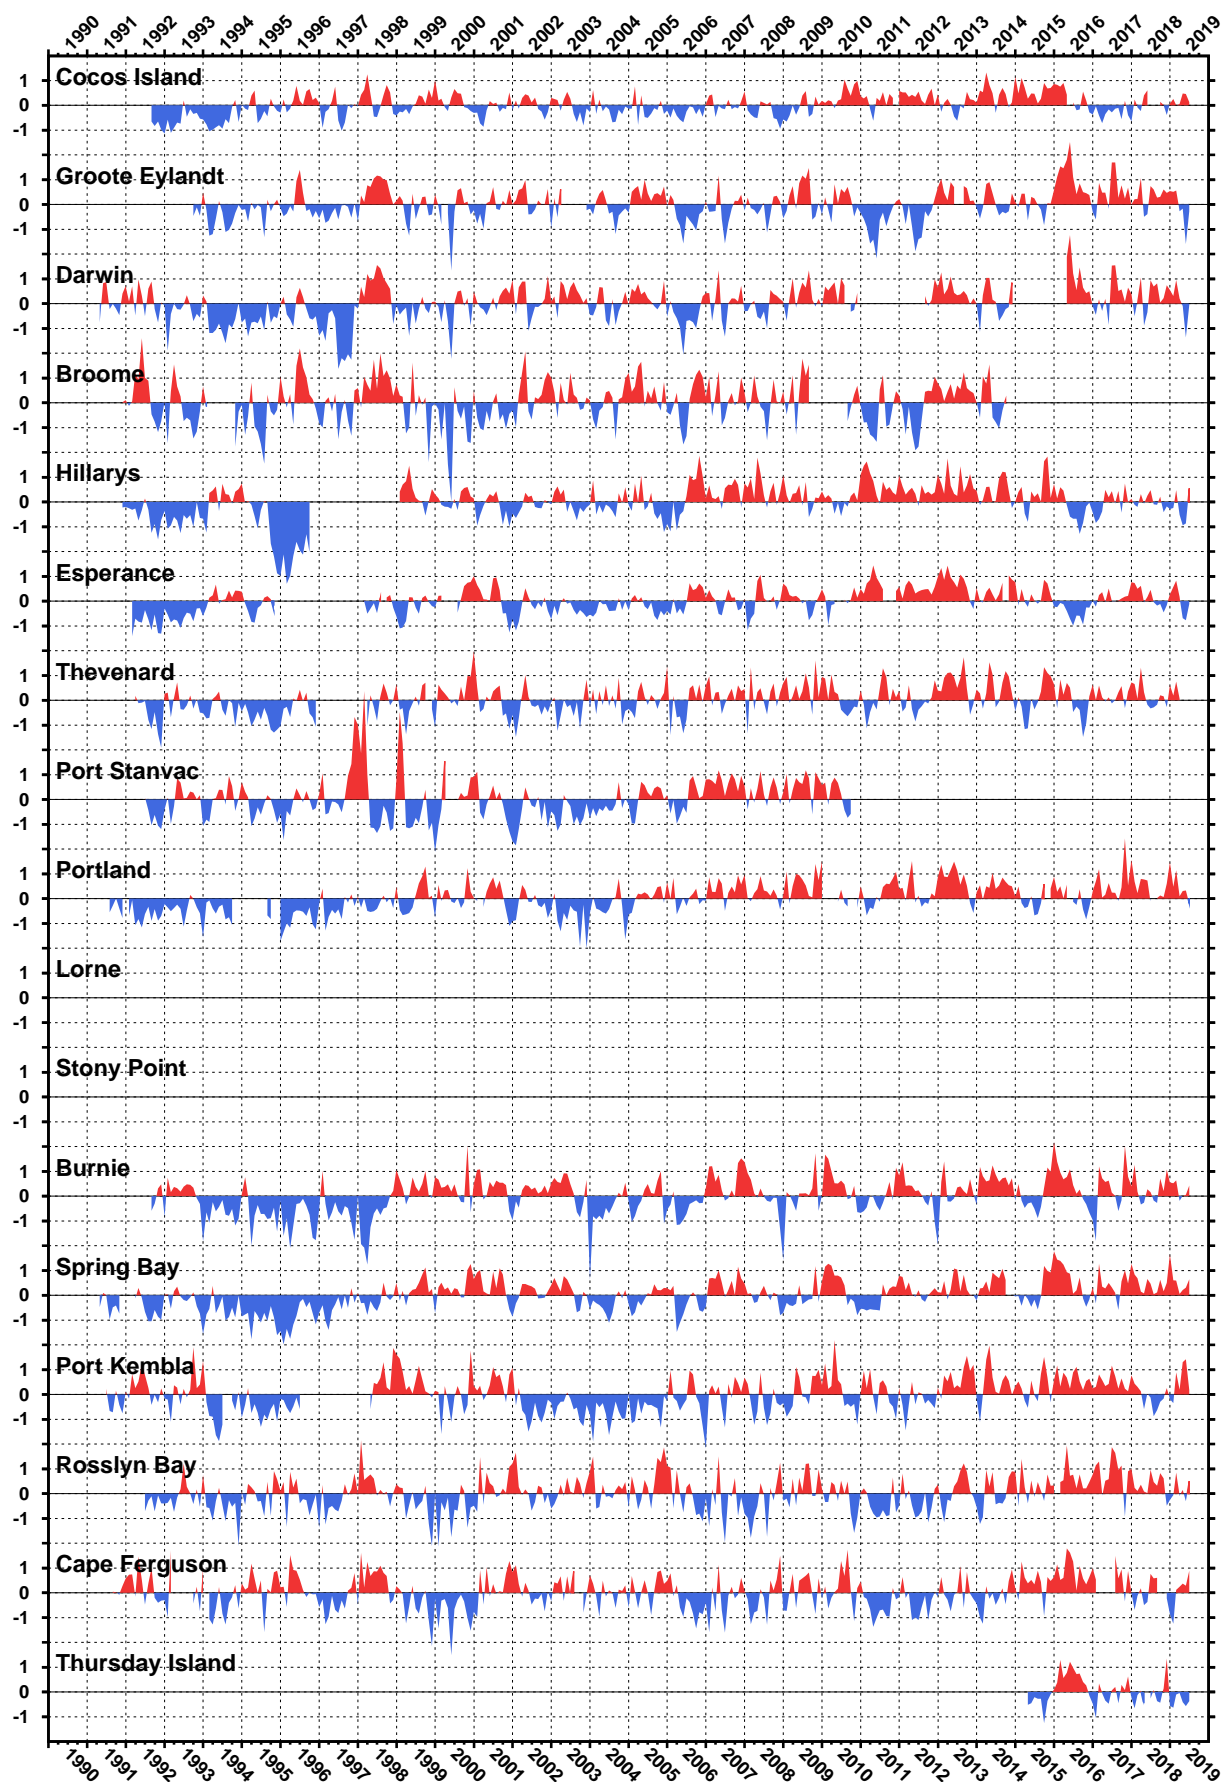 1990 1991 1992 1993 1994 1995 1996 1997 1998 1999 2000 2001 2002 2003 2004 2005 2006 2007 2008 2009 2010 2011 2012 2013 2014 2015 2016 2017 2018 2019
Cocos Island
1
0
-1
Groote Eylandt
1
0
-1
Darwin
1
0
-1
Broome
1
0
-1
Hillarys
1
0
-1
Esperance
1
0
-1
Thevenard
1
0
-1
Port Stanvac
1
0
-1
Portland
1
0
-1
Lorne
1
0
-1
Stony Point
1
0
-1
Burnie
1
0
-1
Spring Bay
1
0
-1
Port Kembla
1
0
-1
Rosslyn Bay
1
0
-1
Cape Ferguson
1
0
-1
Thursday Island
1
0
-1
1990 1991 1992 1993 1994 1995 1996 1997 1998 1999 2000 2001 2002 2003 2004 2005 2006 2007 2008 2009 2010 2011 2012 2013 2014 2015 2016 2017 2018 2019